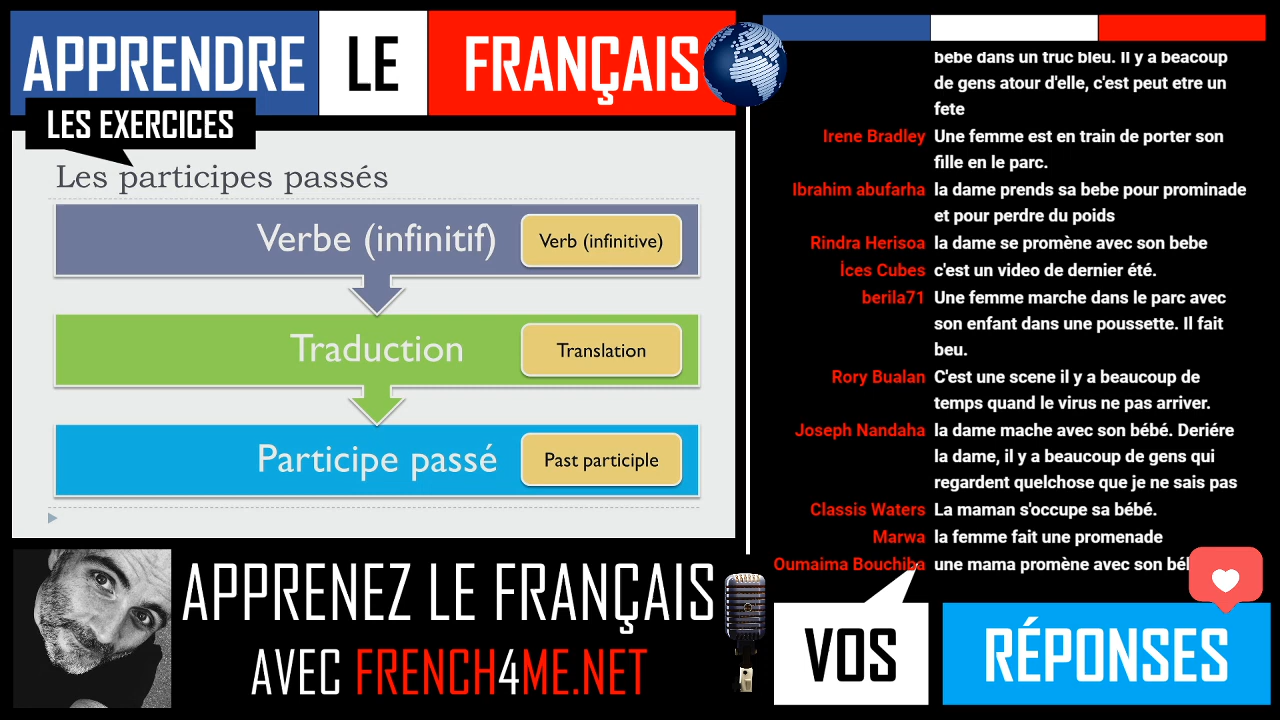 APPRENDRE LE FRANÇAIS
LES EXERCICES
Les participes passés
Verbe (infinitif)
Verb (infinitive)
Traduction
Translation
Participe passé
Past participle
APPRENEZ LE FRANÇAIS
AVEC FRENCH4ME.NET
bebe dans un truc bleu. Il y a beacoup
de gens atour d'elle, c'est peut etre un
fete
Irene Bradley Une femme est en train de porter son
fille en le parc.
Ibrahim abufarha la dame prends sa bebe pour prominade
et pour perdre du poids
Rindra Herisoa la dame se promène avec son bebe
İces Cubes c'est un video de dernier été.
berila71 Une femme marche dans le parc avec
son enfant dans une poussette. Il fait
beu.
Rory Bualan C'est une scene il y a beaucoup de
temps quand le virus ne pas arriver.
Joseph Nandaha la dame mache avec son bébé. Deriére
la dame, il y a beaucoup de gens qui
regardent quelchose que je ne sais pas
Classis Waters La maman s'occupe sa bébé.
Marwa la femme fait une promenade
Oumaima Bouchiba une mama promène avec son
VOS RÉPONSES